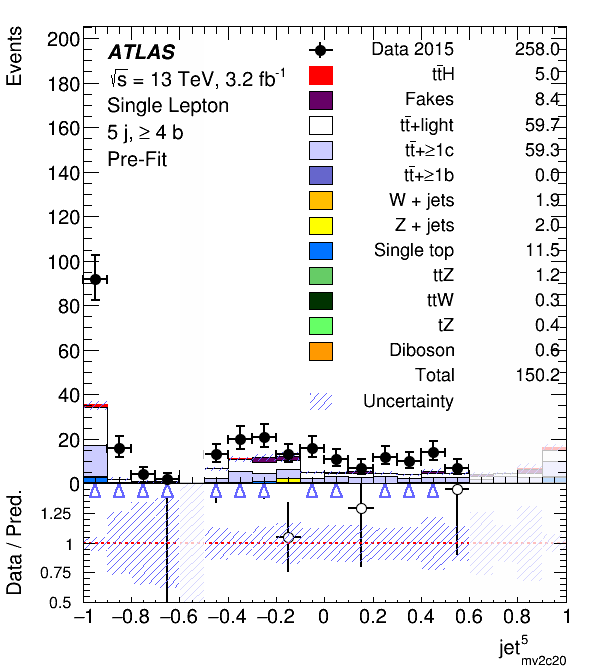 Events
200
180
160
140
120
100
80
60
40
20
0
ATLAS
√s = 13 TeV, 3.2 fb⁻¹
Single Lepton
5 j, ≥ 4 b
Pre-Fit
Data 2015 258.0
tt̄H 5.0
Fakes 8.4
tt̄+light 59.7
tt̄+≥1c 59.3
tt̄+≥1b 0.0
W + jets 1.9
Z + jets 2.0
Single top 11.5
ttZ 1.2
ttW 0.3
tZ 0.4
Diboson 0.6
Total 150.2
Uncertainty
Data / Pred.
1.25
1
0.75
0.5
−1 −0.8 −0.6 −0.4 −0.2 0 0.2 0.4 0.6 0.8 1
jet⁵mv2c20